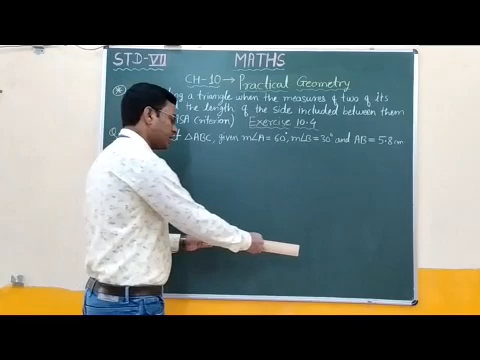 STD-VII MATHS
CH-10 → Practical Geometry
a triangle when the measures of two of its
the length of the side included between them
ASA criterion) Exercise 10.4
Q △ABC, given m∠A = 60°, m∠B = 30° and AB = 5.8 cm